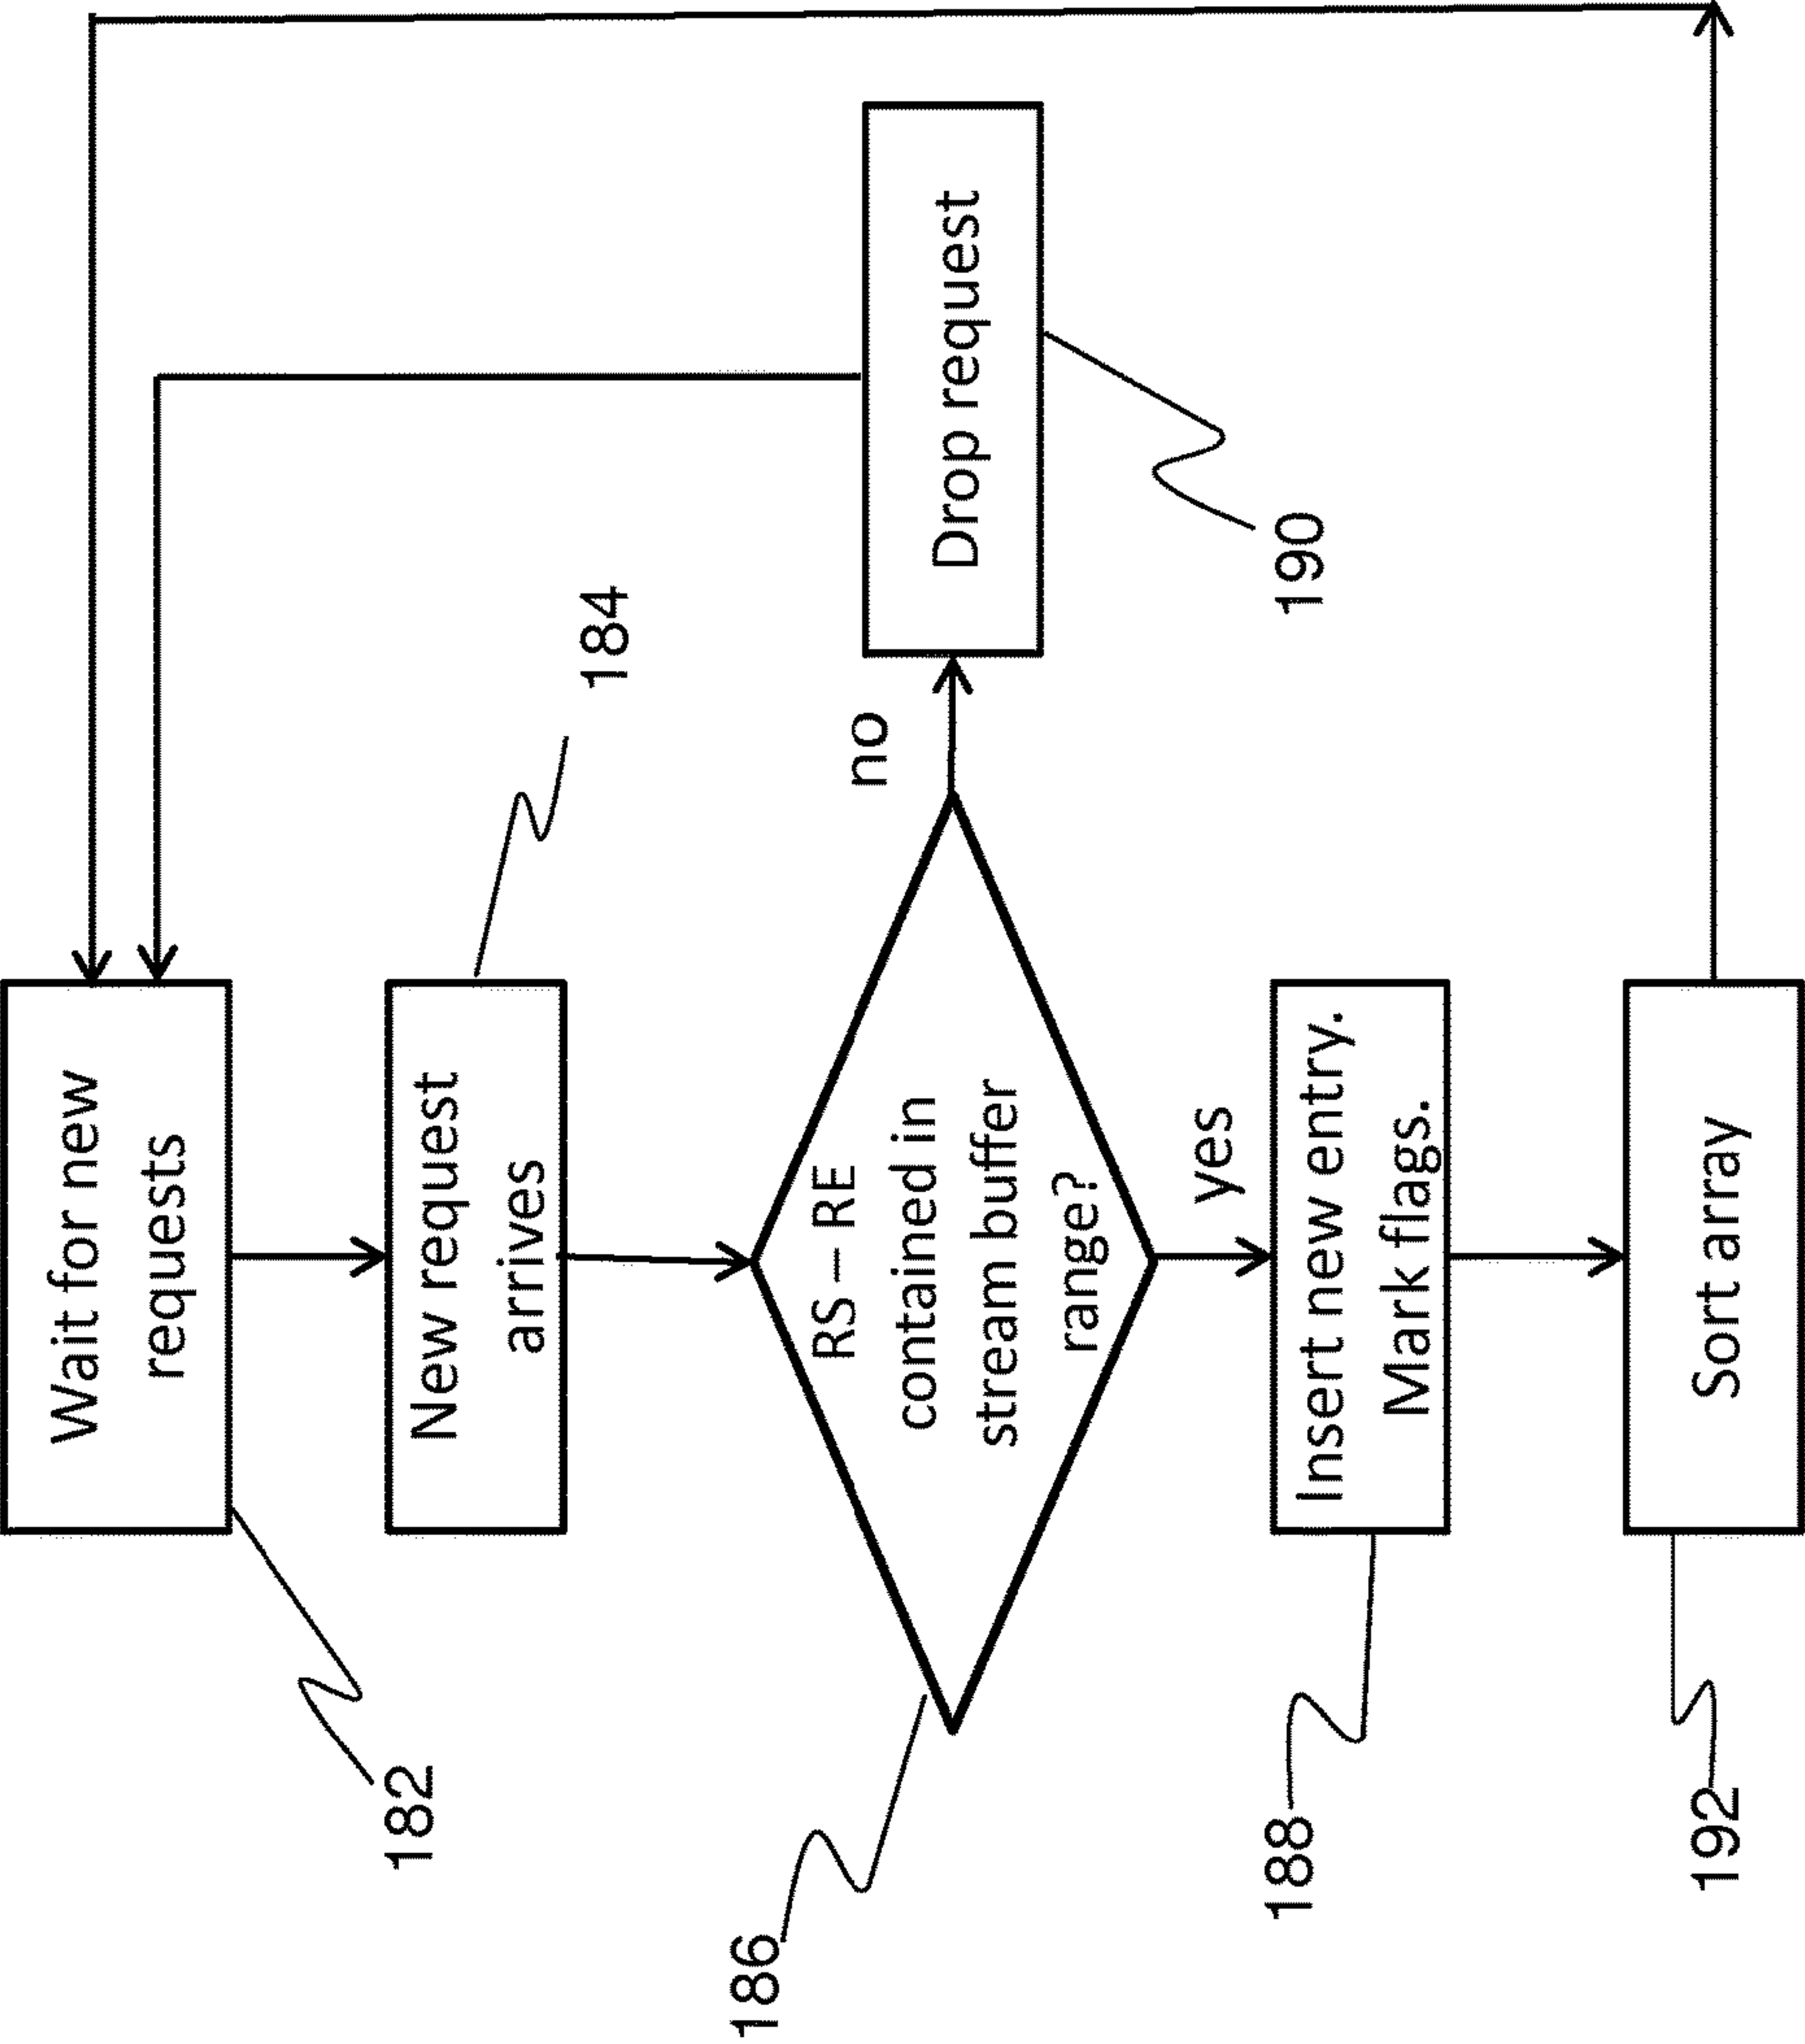 Wait for new
requests
182
New request
arrives
184
RS – RE
contained in
stream buffer
range?
186
no
Drop request
190
yes
Insert new entry.
Mark flags.
188
Sort array
192